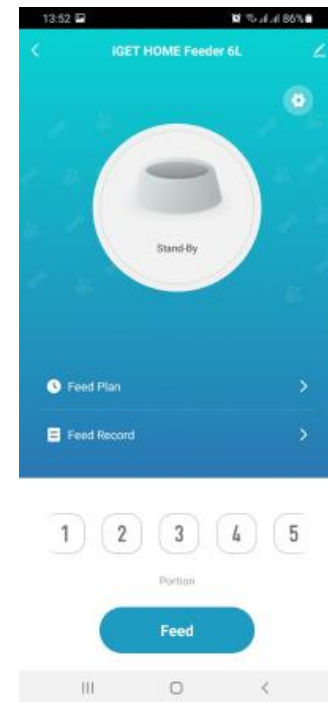 13:52 86%
iGET HOME Feeder 6L
Stand-By
Feed Plan
Feed Record
1 2 3 4 5
Portion
Feed